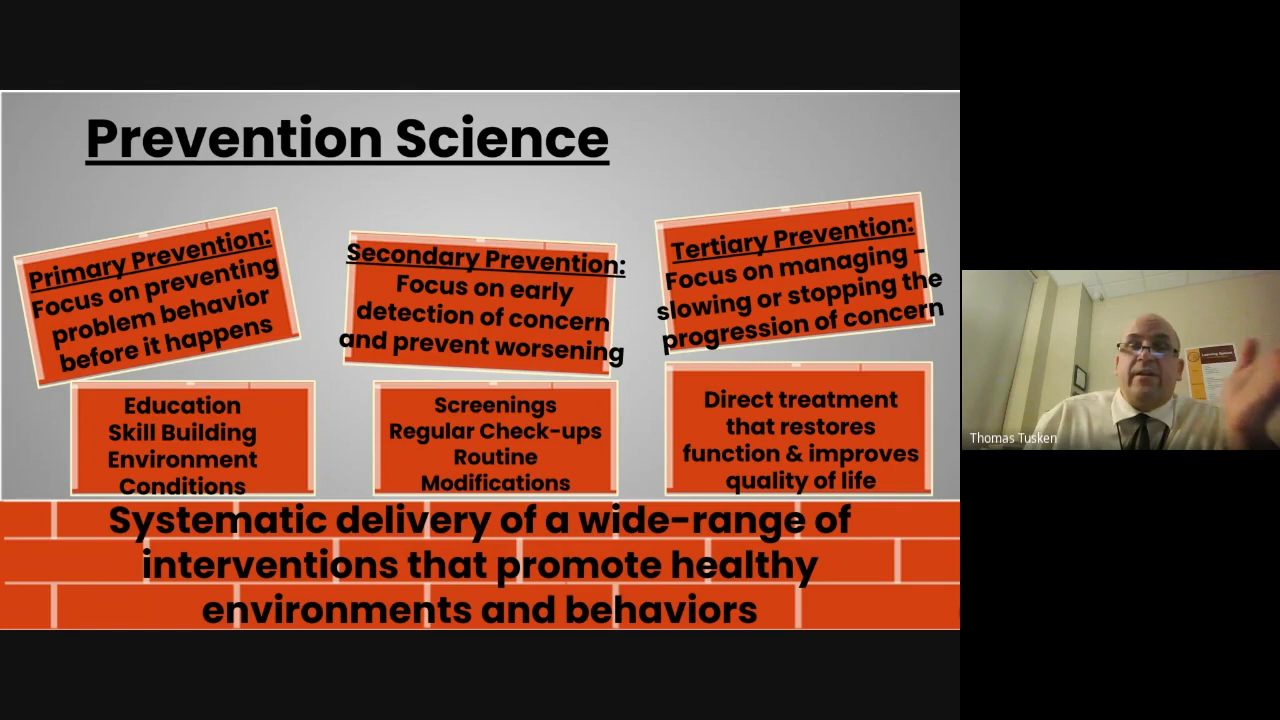 Prevention Science
Primary Prevention:
Focus on preventing
problem behavior
before it happens
Education
Skill Building
Environment
Conditions
Secondary Prevention:
Focus on early
detection of concern
and prevent worsening
Screenings
Regular Check-ups
Routine
Modifications
Tertiary Prevention:
Focus on managing -
slowing or stopping the
progression of concern
Direct treatment
that restores
function & improves
quality of life
Systematic delivery of a wide-range of
interventions that promote healthy
environments and behaviors
Thomas Tusken